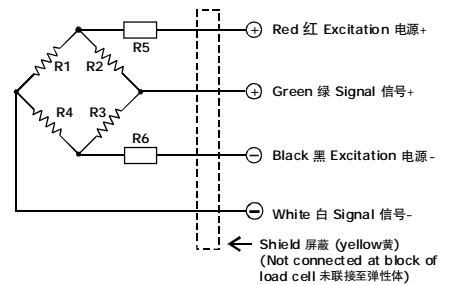 R5
Red 红 Excitation 电源+
R1 R2
Green 绿 Signal 信号+
R4 R3
R6
Black 黑 Excitation 电源-
White 白 Signal 信号-
Shield 屏蔽 (yellow黄)
(Not connected at block of
load cell 未联接至弹性体)